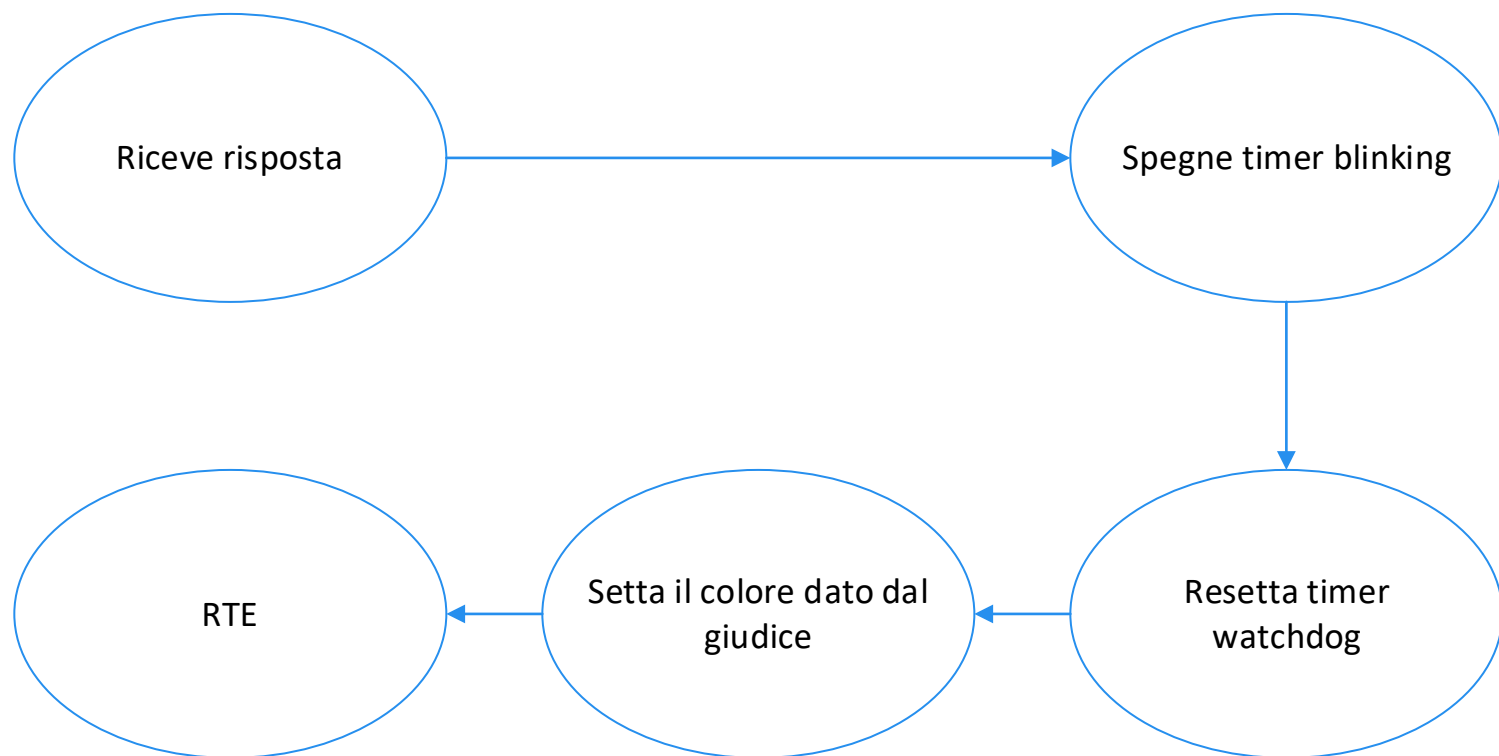 Riceve risposta
Spegne timer blinking
Resetta timer
watchdog
Setta il colore dato dal
giudice
RTE